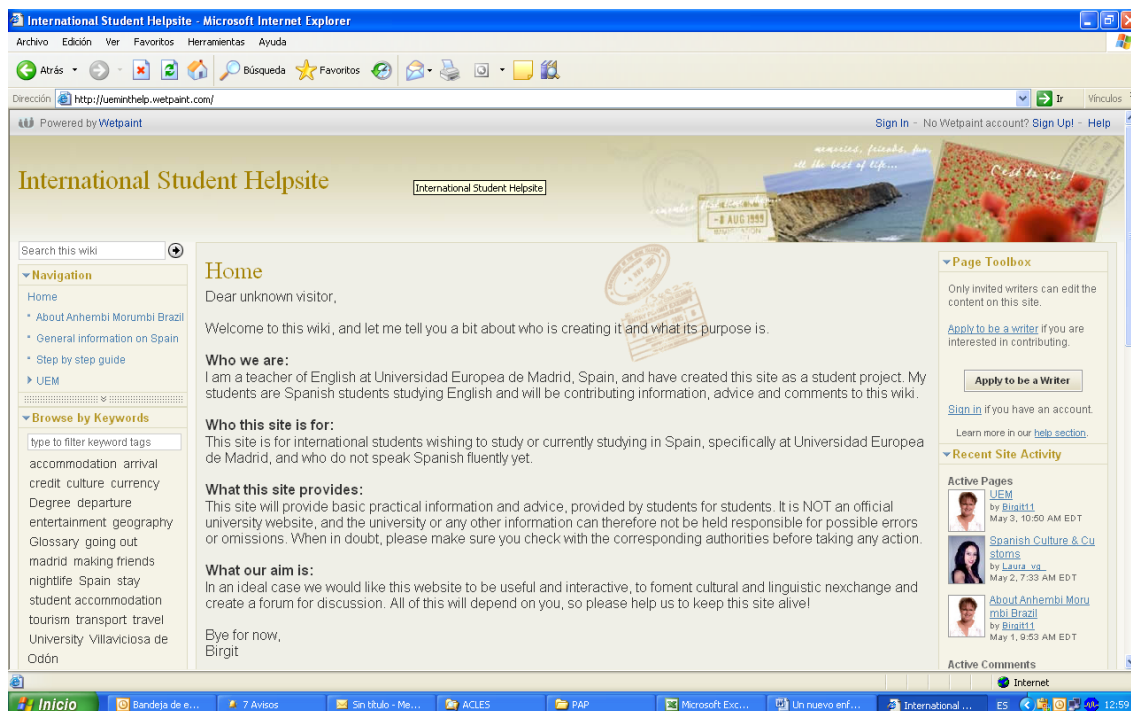 International Student Helpsite - Microsoft Internet Explorer
Archivo Edición Ver Favoritos Herramientas Ayuda
Atrás Búsqueda Favoritos
Dirección http://ueminthelp.wetpaint.com/ Ir Vínculos
Powered by Wetpaint Sign In - No Wetpaint account? Sign Up! - Help
memories, friends, fun,
all the best of life...
C'est la vie !
International Student Helpsite
International Student Helpsite
- 8 AUG 1999
Search this wiki
Navigation
Home
About Anhembi Morumbi Brazil
General information on Spain
Step by step guide
UEM
Browse by Keywords
type to filter keyword tags
accommodation arrival
credit culture currency
Degree departure
entertainment geography
Glossary going out
madrid making friends
nightlife Spain stay
student accommodation
tourism transport travel
University Villaviciosa de
Odón
Home
Dear unknown visitor,
Welcome to this wiki, and let me tell you a bit about who is creating it and what its purpose is.
Who we are:
I am a teacher of English at Universidad Europea de Madrid, Spain, and have created this site as a student project. My
students are Spanish students studying English and will be contributing information, advice and comments to this wiki.
Who this site is for:
This site is for international students wishing to study or currently studying in Spain, specifically at Universidad Europea
de Madrid, and who do not speak Spanish fluently yet.
What this site provides:
This site will provide basic practical information and advice, provided by students for students. It is NOT an official
university website, and the university or any other information can therefore not be held responsible for possible errors
or omissions. When in doubt, please make sure you check with the corresponding authorities before taking any action.
What our aim is:
In an ideal case we would like this website to be useful and interactive, to foment cultural and linguistic nexchange and
create a forum for discussion. All of this will depend on you, so please help us to keep this site alive!
Bye for now,
Birgit
Page Toolbox
Only invited writers can edit the
content on this site.
Apply to be a writer if you are
interested in contributing.
Apply to be a Writer
Sign in if you have an account.
Learn more in our help section.
Recent Site Activity
Active Pages
UEM
by Birgit11
May 3, 10:50 AM EDT
Spanish Culture & Cu
stoms
by Laura_vg_
May 2, 7:33 AM EDT
About Anhembi Moru
mbi Brazil
by Birgit11
May 1, 9:53 AM EDT
Active Comments
Internet
Inicio Bandeja de e... 7 Avisos Sin título - Me... ACLES PAP Microsoft Exc... Un nuevo enf... International ... ES 12:59